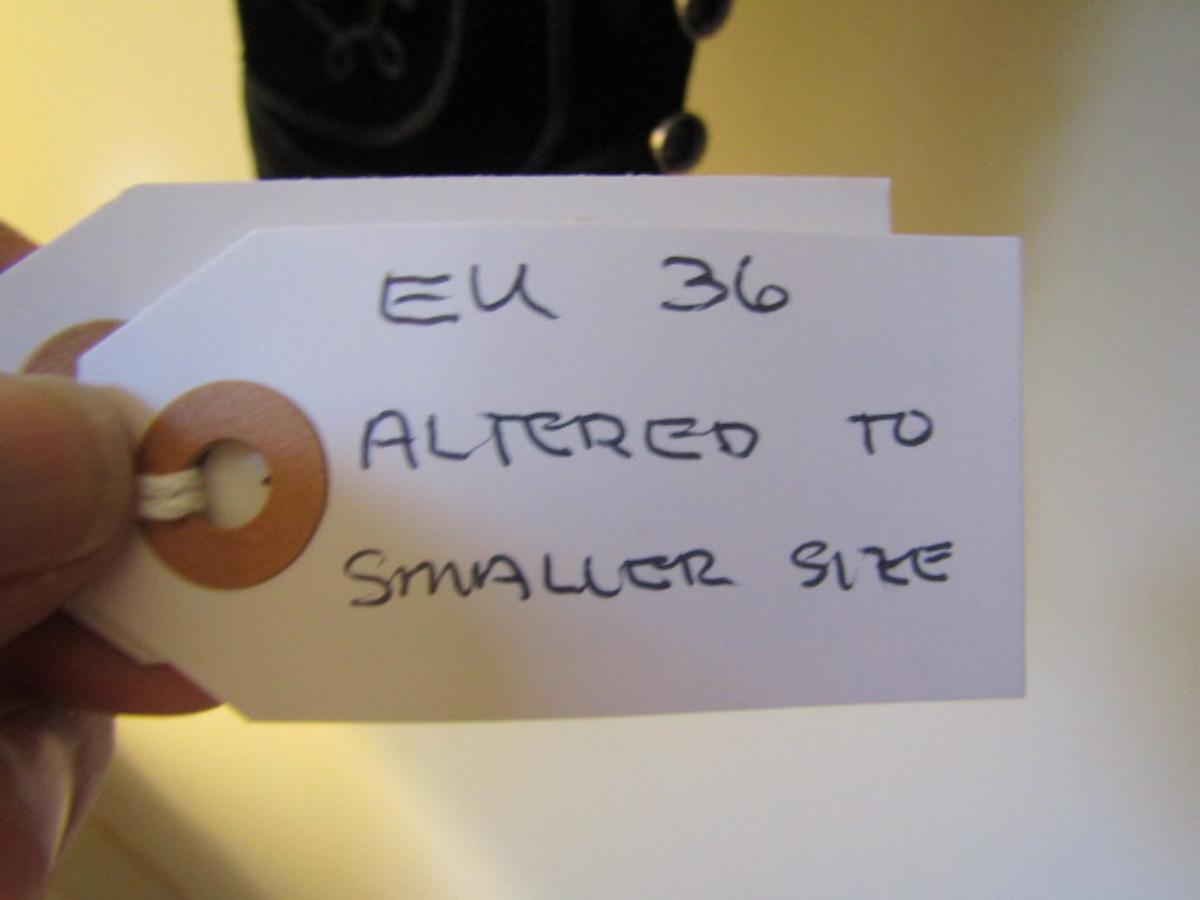 EU 36
ALTERED TO
SMALLER SIZE